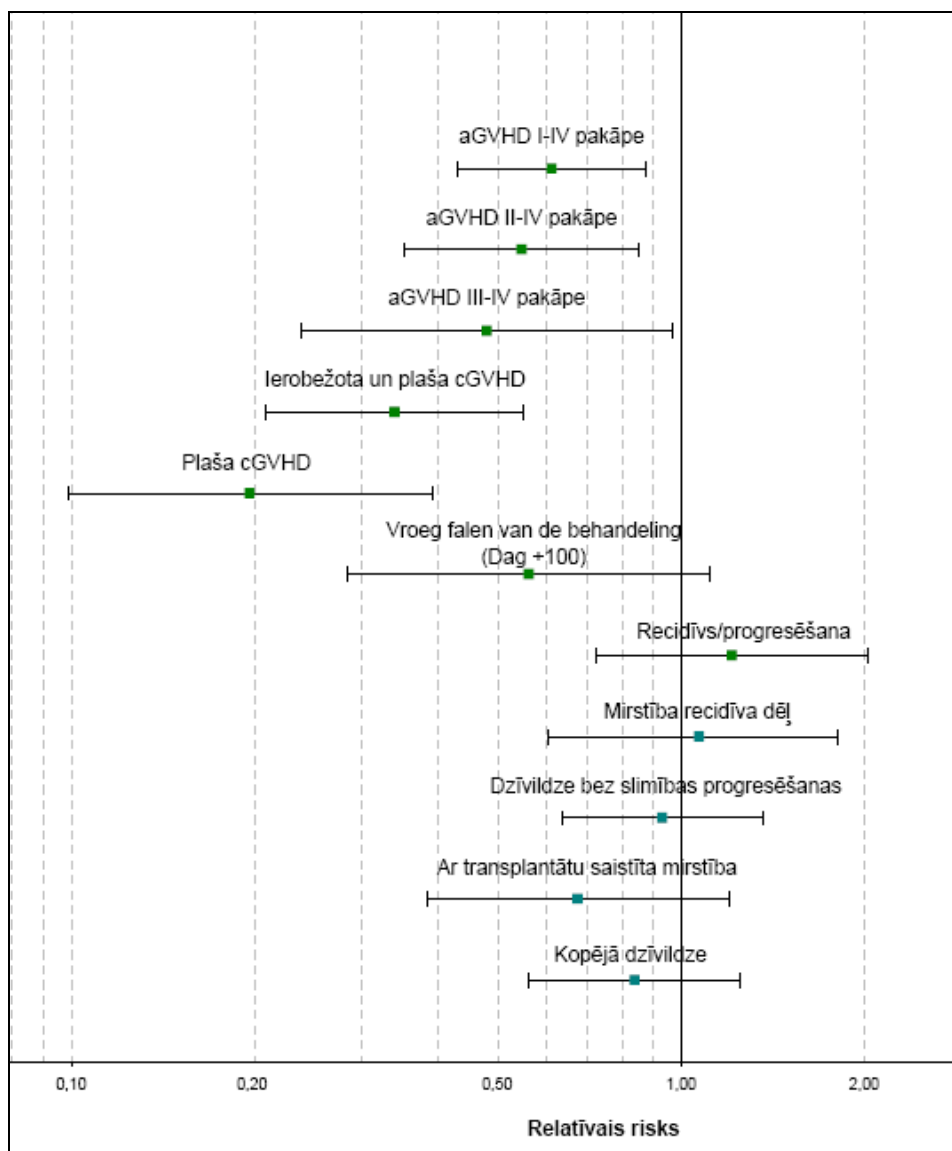 aGVHD I-IV pakāpe
aGVHD II-IV pakāpe
aGVHD III-IV pakāpe
Ierobežota un plaša cGVHD
Plaša cGVHD
Vroeg falen van de behandeling
(Dag +100)
Recidīvs/progresēšana
Mirstība recidīva dēļ
Dzīvildze bez slimības progresēšanas
Ar transplantātu saistīta mirstība
Kopējā dzīvildze
0,10 0,20 0,50 1,00 2,00
Relatīvais risks